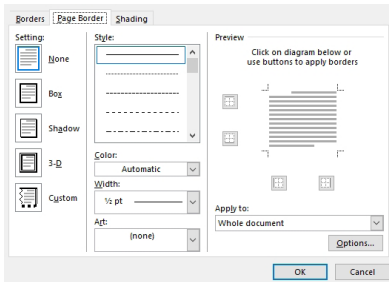 Borders Page Border Shading
Setting:
None
Box
Shadow
3-D
Custom
Style:
Color:
Automatic
Width:
½ pt
Art:
(none)
Preview
Click on diagram below or
use buttons to apply borders
Apply to:
Whole document
Options...
OK Cancel